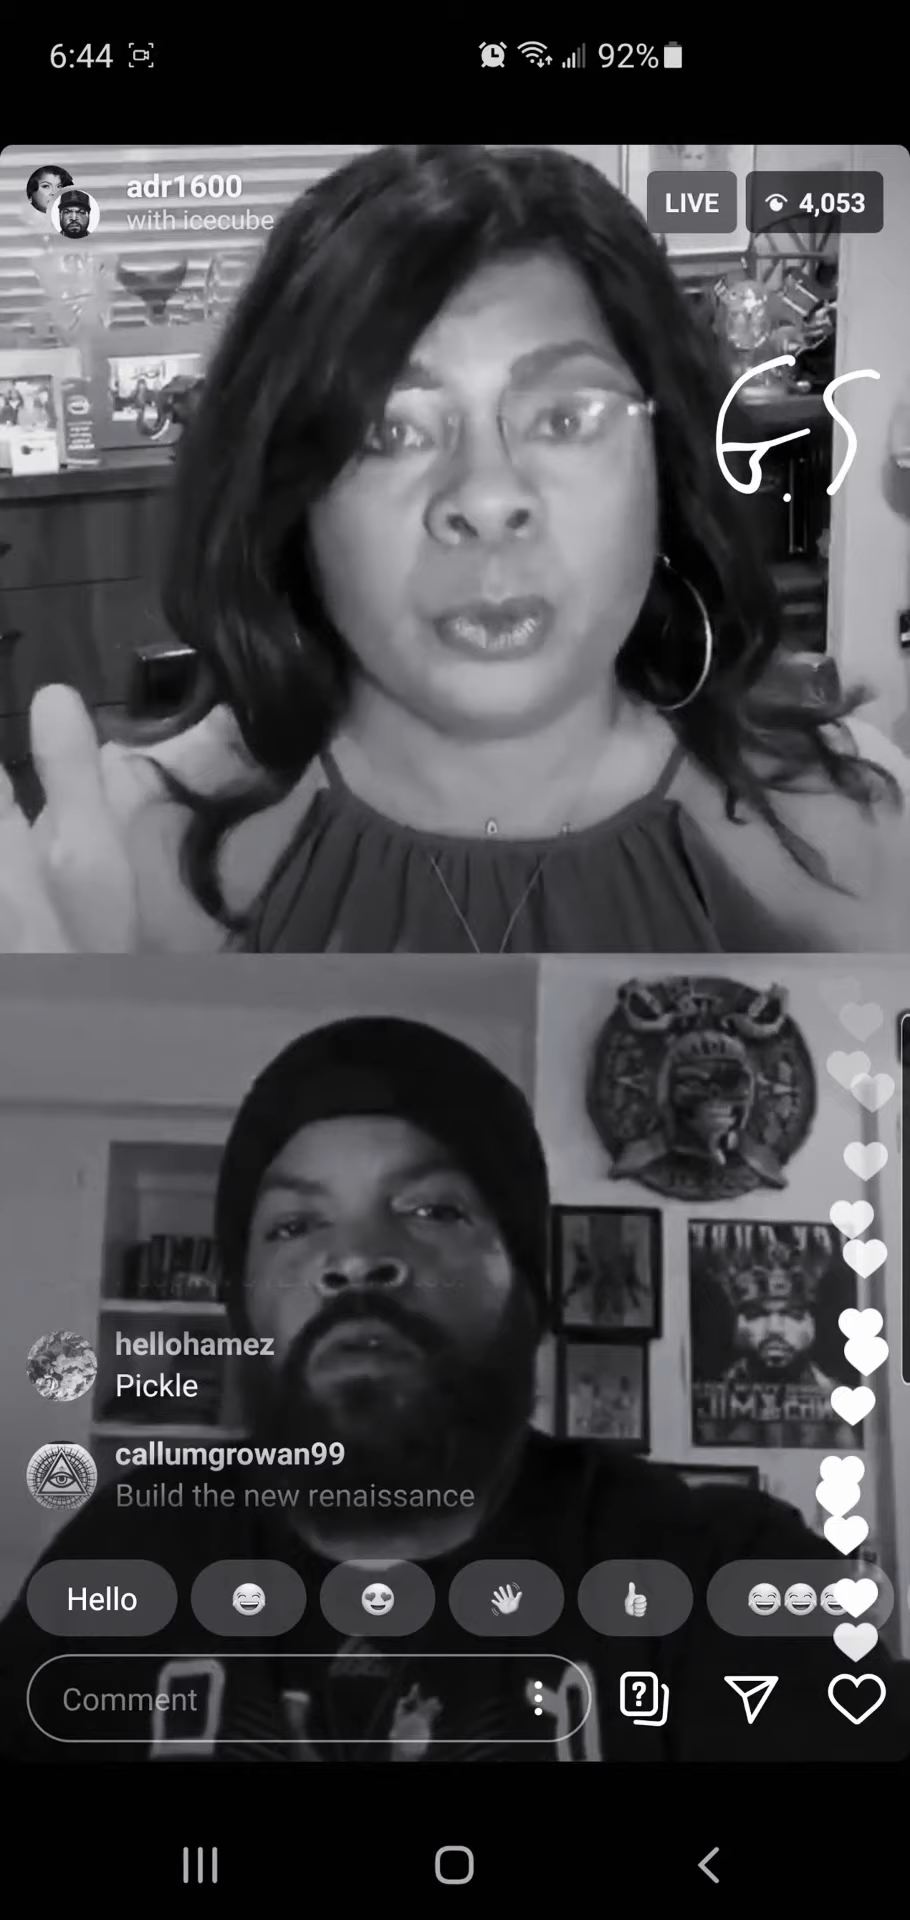 6:44 92%
adr1600
with icecube
LIVE 4,053
G.S
hellohamez
Pickle
callumgrowan99
Build the new renaissance
Hello
Comment